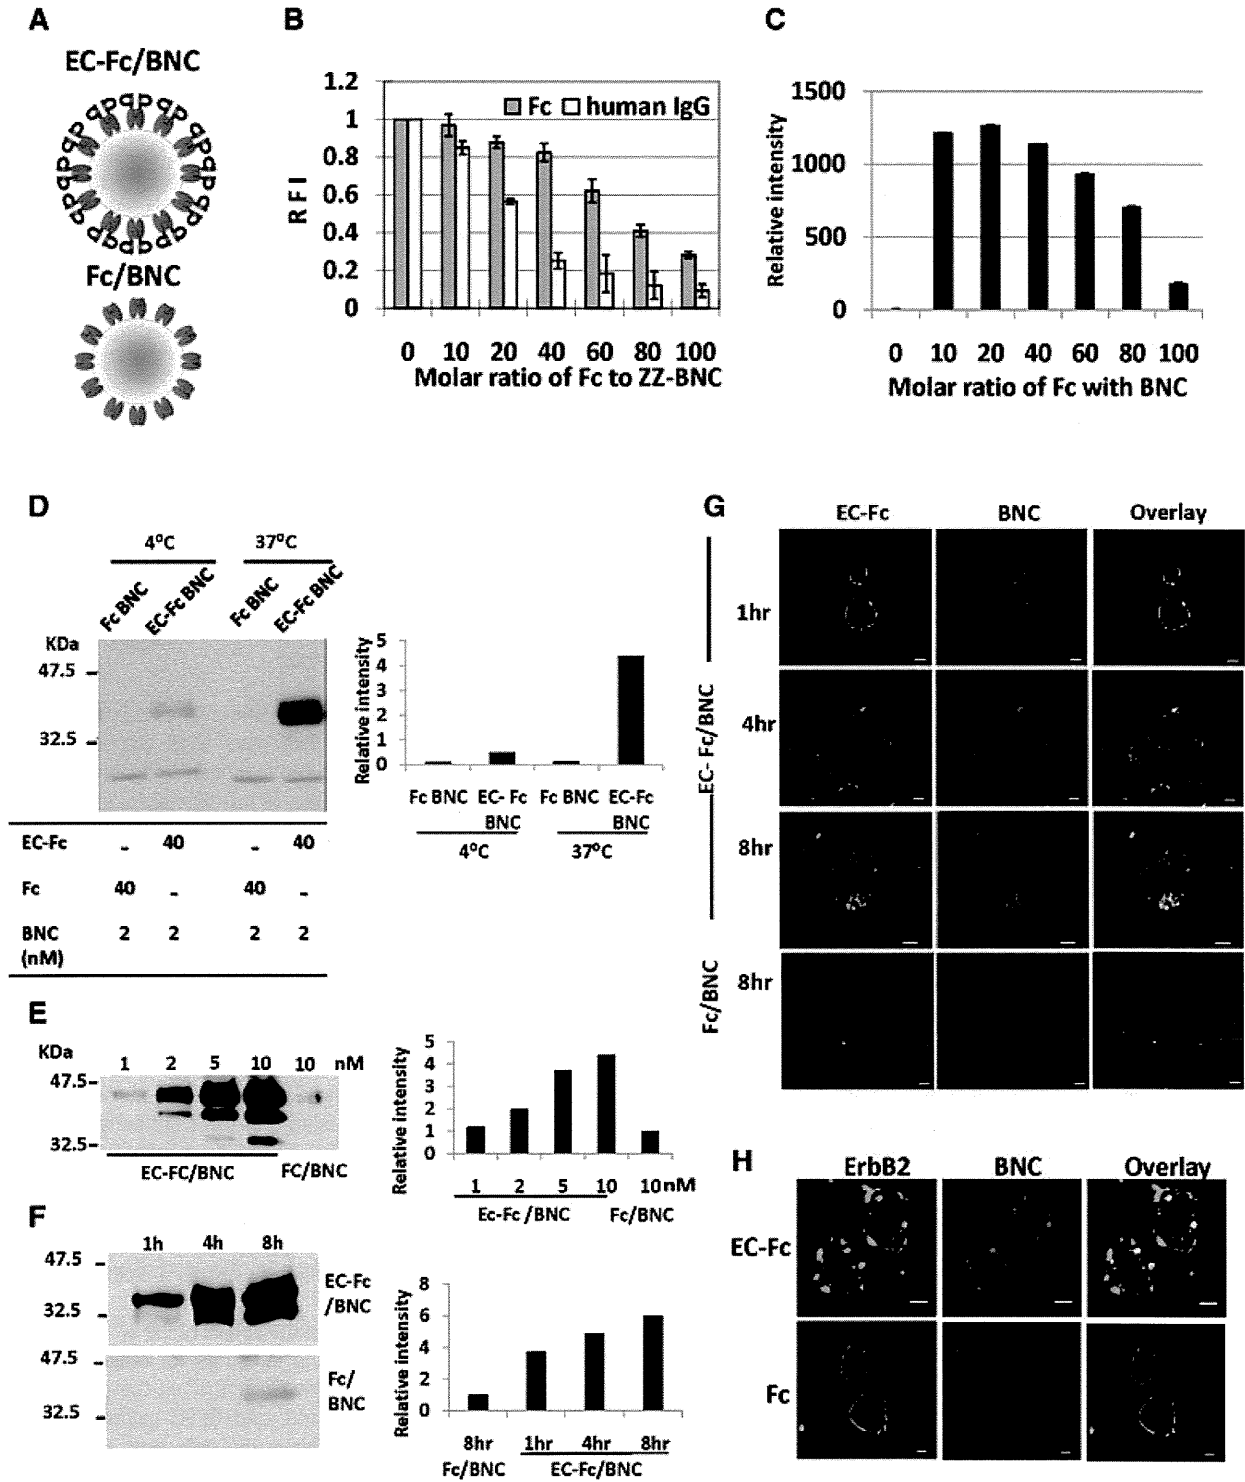 A
EC-Fc/BNC
Fc/BNC
B
1.2
1
0.8
0.6
0.4
0.2
0
R F I
Fc human IgG
0 10 20 40 60 80 100
Molar ratio of Fc to ZZ-BNC
C
1500
1000
500
0
Relative intensity
0 10 20 40 60 80 100
Molar ratio of Fc with BNC
D
4°C 37°C
Fc BNC EC-Fc BNC Fc BNC EC-Fc BNC
KDa
47.5
32.5
EC-Fc - 40 - 40
Fc 40 - 40 -
BNC 2 2 2 2
(nM)
Relative intensity
5
4
3
2
1
0
Fc BNC EC- Fc Fc BNC EC-Fc
BNC BNC
4°C 37°C
E
KDa 1 2 5 10 10 nM
47.5
32.5
EC-FC/BNC FC/BNC
Relative intensity
5
4
3
2
1
0
1 2 5 10 10 nM
Ec-Fc /BNC Fc/BNC
F
1h 4h 8h
47.5
32.5
EC-Fc
/BNC
47.5
32.5
Fc/
BNC
Relative intensity
8
6
4
2
0
8hr 1hr 4hr 8hr
Fc/BNC EC-Fc/BNC
G
EC-Fc BNC Overlay
EC- Fc/BNC
1hr
4hr
8hr
Fc/BNC
8hr
H
ErbB2 BNC Overlay
EC-Fc
Fc